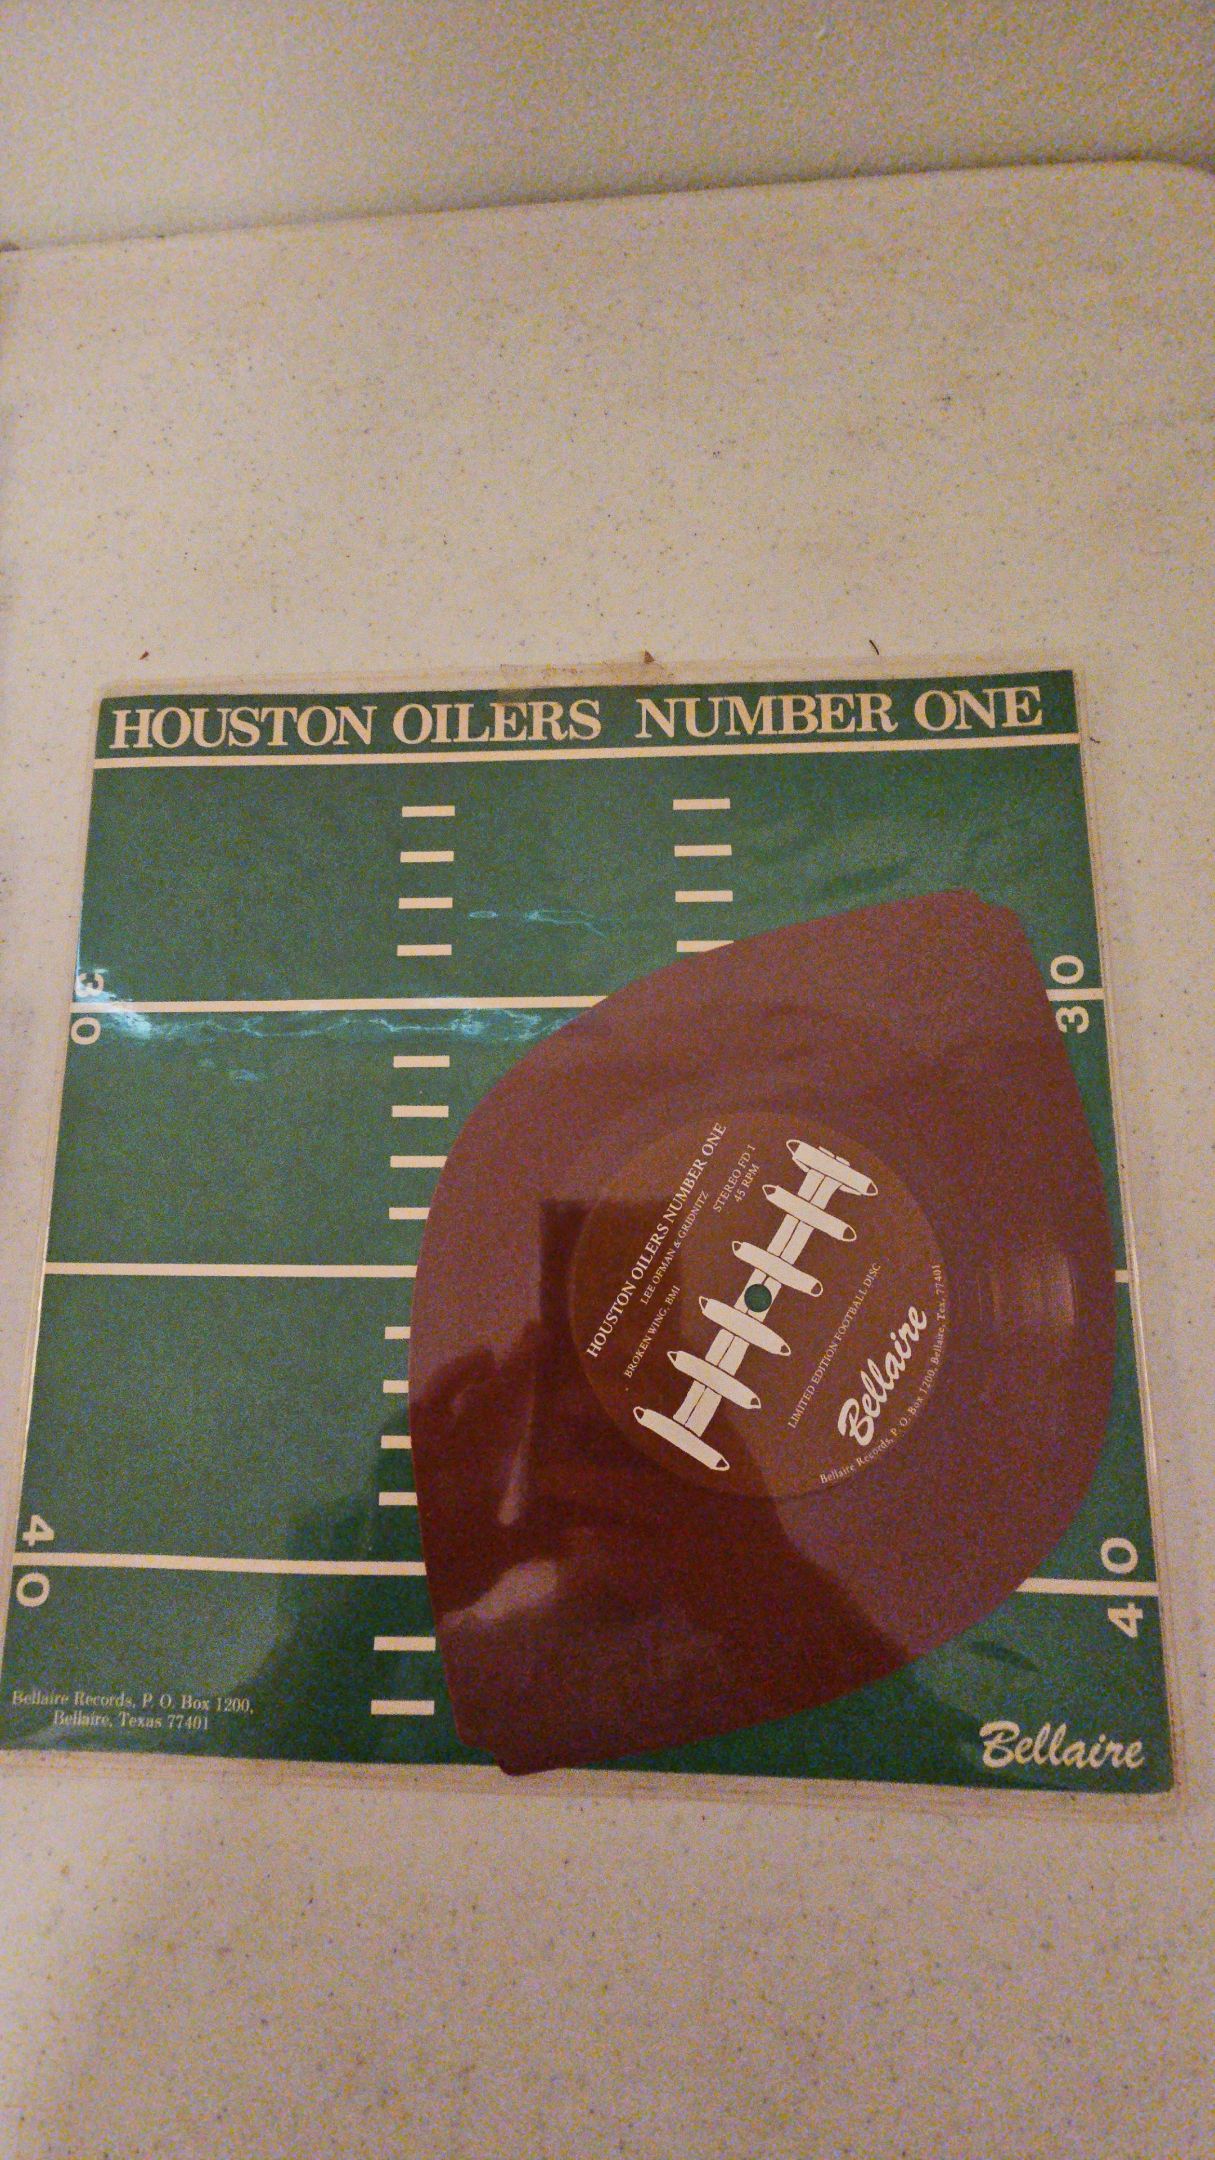 HOUSTON OILERS NUMBER ONE
30
30
HOUSTON OILERS NUMBER ONE
LEE OFMAN & GRIDNITZ
BROKEN WING, BMI
STEREO FD-1
45 RPM
LIMITED EDITION FOOTBALL DISC
Bellaire
Bellaire Records, P. O. Box 1200, Bellaire, Tex. 77401
40
40
Bellaire Records, P. O. Box 1200,
Bellaire, Texas 77401
Bellaire